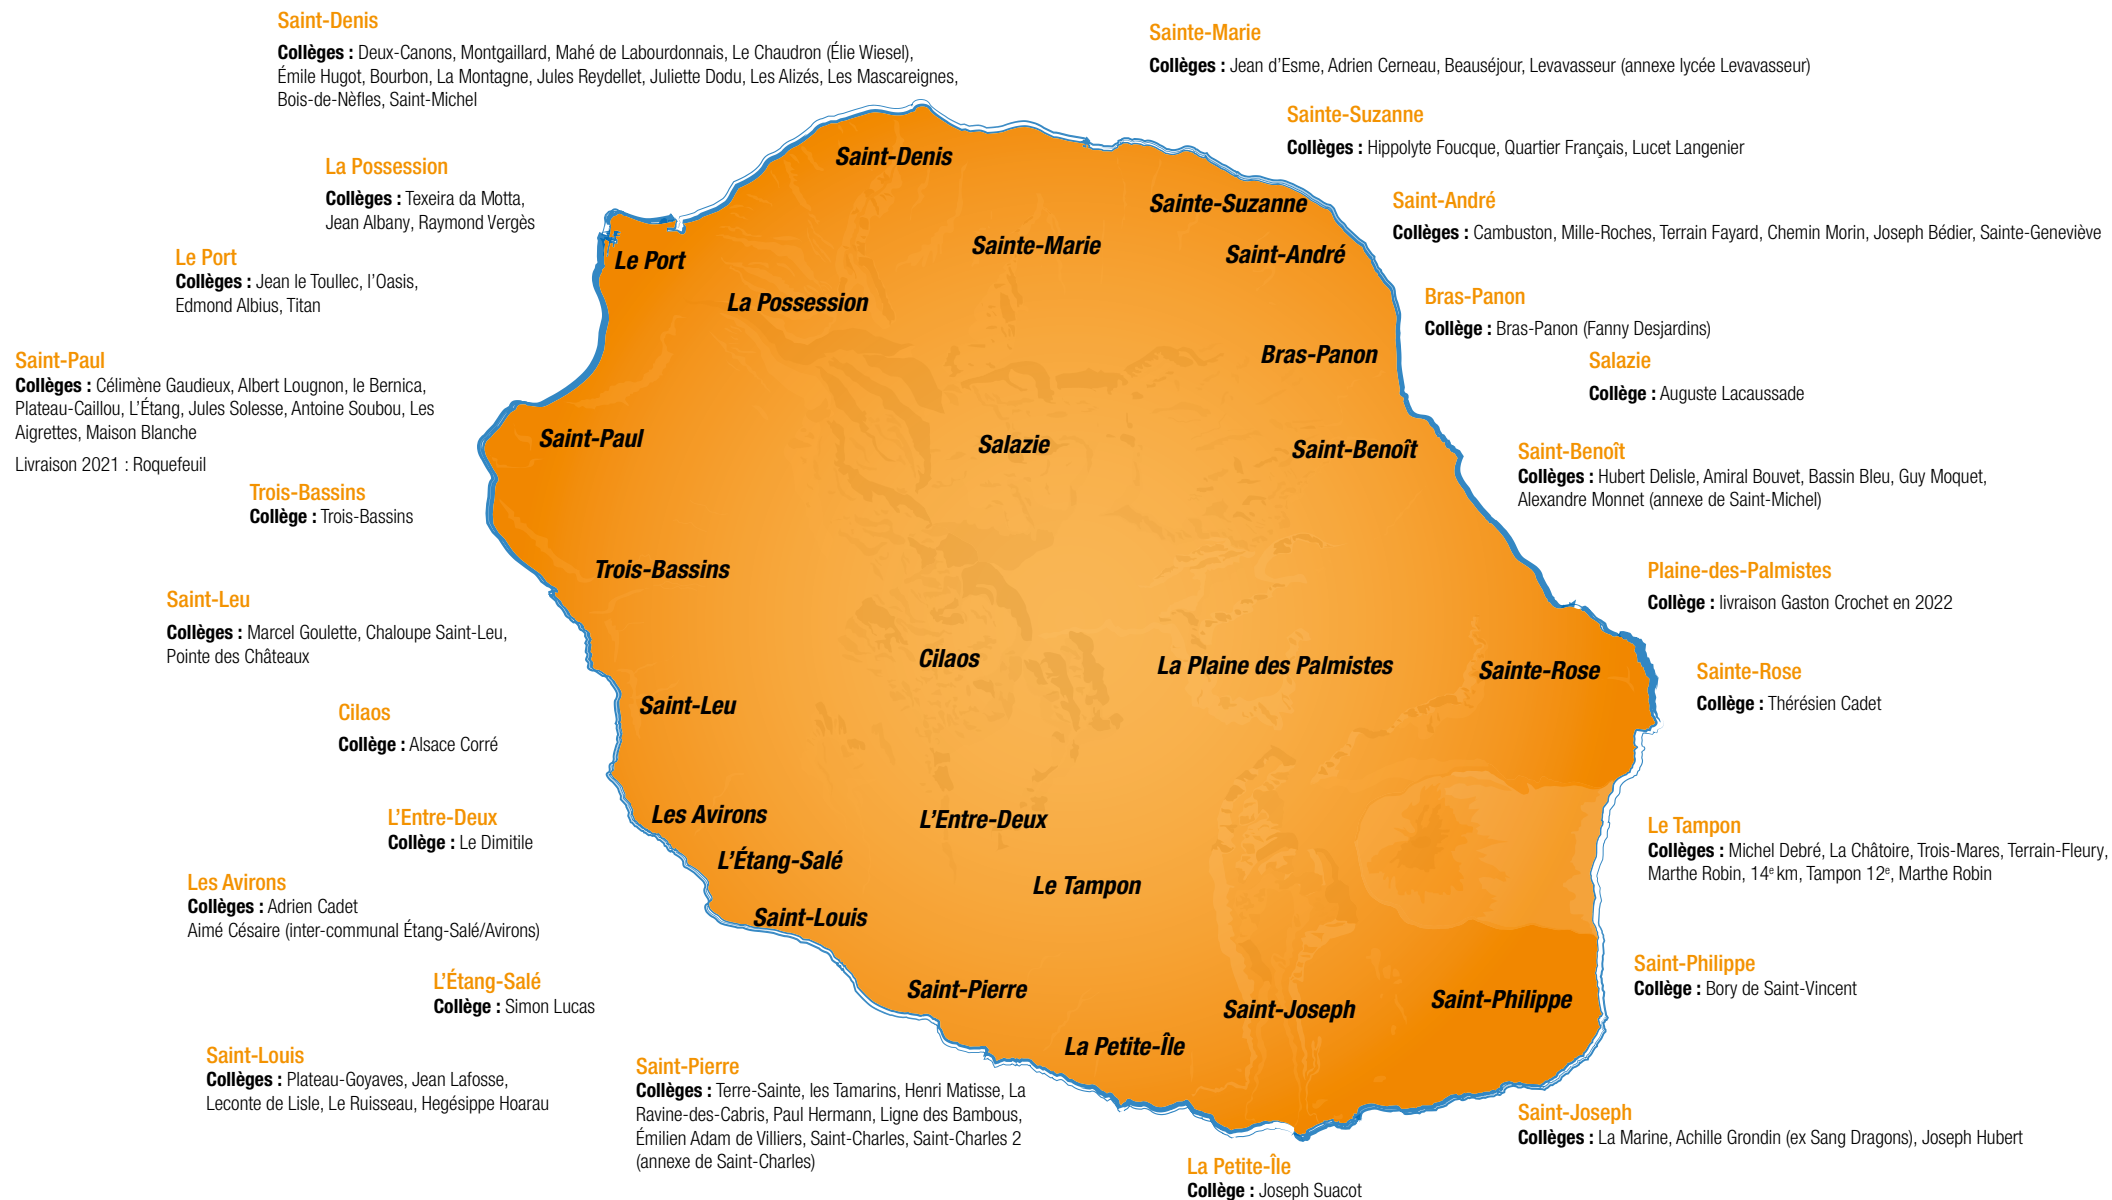 Saint-Denis
Collèges : Deux-Canons, Montgaillard, Mahé de Labourdonnais, Le Chaudron (Élie Wiesel),
Émile Hugot, Bourbon, La Montagne, Jules Reydellet, Juliette Dodu, Les Alizés, Les Mascareignes,
Bois-de-Nèfles, Saint-Michel
Sainte-Marie
Collèges : Jean d’Esme, Adrien Cerneau, Beauséjour, Levavasseur (annexe lycée Levavasseur)
Sainte-Suzanne
Collèges : Hippolyte Foucque, Quartier Français, Lucet Langenier
La Possession
Collèges : Texeira da Motta,
Jean Albany, Raymond Vergès
Saint-André
Collèges : Cambuston, Mille-Roches, Terrain Fayard, Chemin Morin, Joseph Bédier, Sainte-Geneviève
Le Port
Collèges : Jean le Toullec, l’Oasis,
Edmond Albius, Titan
Bras-Panon
Collège : Bras-Panon (Fanny Desjardins)
Saint-Paul
Collèges : Célimène Gaudieux, Albert Lougnon, le Bernica,
Plateau-Caillou, L’Étang, Jules Solesse, Antoine Soubou, Les
Aigrettes, Maison Blanche
Livraison 2021 : Roquefeuil
Salazie
Collège : Auguste Lacaussade
Saint-Benoît
Collèges : Hubert Delisle, Amiral Bouvet, Bassin Bleu, Guy Moquet,
Alexandre Monnet (annexe de Saint-Michel)
Trois-Bassins
Collège : Trois-Bassins
Plaine-des-Palmistes
Collège : livraison Gaston Crochet en 2022
Saint-Leu
Collèges : Marcel Goulette, Chaloupe Saint-Leu,
Pointe des Châteaux
Sainte-Rose
Collège : Thérésien Cadet
Cilaos
Collège : Alsace Corré
L’Entre-Deux
Collège : Le Dimitile
Le Tampon
Collèges : Michel Debré, La Châtoire, Trois-Mares, Terrain-Fleury,
Marthe Robin, 14e km, Tampon 12e, Marthe Robin
Les Avirons
Collèges : Adrien Cadet
Aimé Césaire (inter-communal Étang-Salé/Avirons)
Saint-Philippe
Collège : Bory de Saint-Vincent
L’Étang-Salé
Collège : Simon Lucas
Saint-Louis
Collèges : Plateau-Goyaves, Jean Lafosse,
Leconte de Lisle, Le Ruisseau, Hegésippe Hoarau
Saint-Pierre
Collèges : Terre-Sainte, les Tamarins, Henri Matisse, La
Ravine-des-Cabris, Paul Hermann, Ligne des Bambous,
Émilien Adam de Villiers, Saint-Charles, Saint-Charles 2
(annexe de Saint-Charles)
Saint-Joseph
Collèges : La Marine, Achille Grondin (ex Sang Dragons), Joseph Hubert
La Petite-Île
Collège : Joseph Suacot
Saint-Denis
Sainte-Suzanne
Sainte-Marie
Saint-André
Le Port
La Possession
Bras-Panon
Saint-Paul
Salazie
Saint-Benoît
Trois-Bassins
Cilaos
La Plaine des Palmistes
Sainte-Rose
Saint-Leu
Les Avirons
L’Entre-Deux
L’Étang-Salé
Le Tampon
Saint-Louis
Saint-Pierre
Saint-Joseph
Saint-Philippe
La Petite-Île